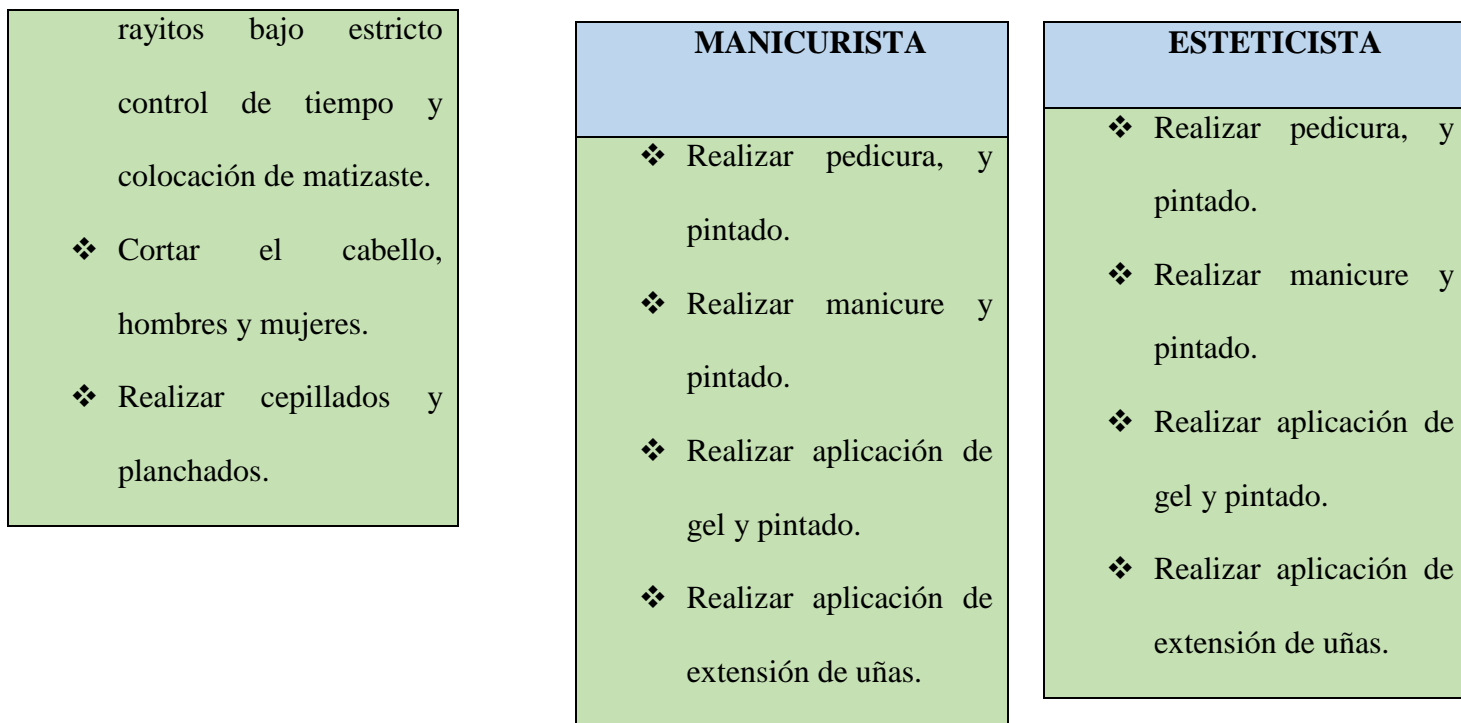 rayitos bajo estricto
control de tiempo y
colocación de matizaste.
❖ Cortar el cabello,
hombres y mujeres.
❖ Realizar cepillados y
planchados.
MANICURISTA
❖ Realizar pedicura, y
pintado.
❖ Realizar manicure y
pintado.
❖ Realizar aplicación de
gel y pintado.
❖ Realizar aplicación de
extensión de uñas.
ESTETICISTA
❖ Realizar pedicura, y
pintado.
❖ Realizar manicure y
pintado.
❖ Realizar aplicación de
gel y pintado.
❖ Realizar aplicación de
extensión de uñas.